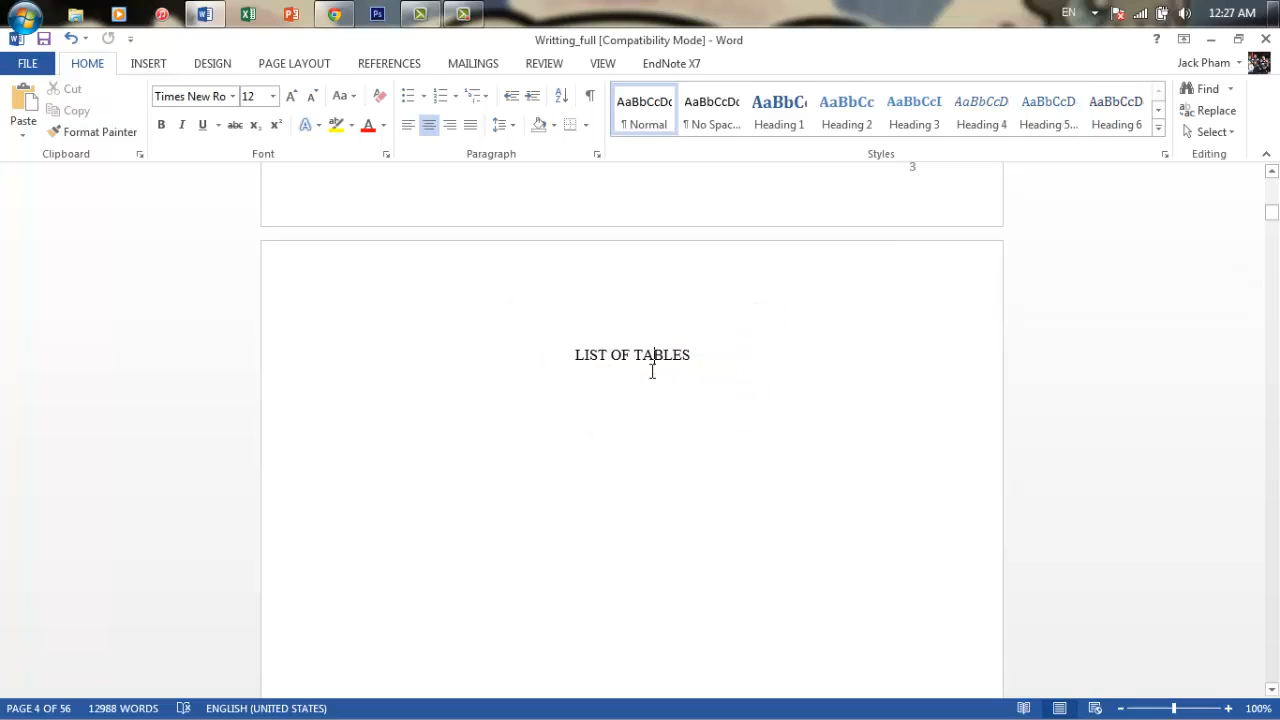 EN 12:27 AM
Writting_full [Compatibility Mode] - Word
FILE HOME INSERT DESIGN PAGE LAYOUT REFERENCES MAILINGS REVIEW VIEW EndNote X7 Jack Pham
Paste
Cut
Copy
Format Painter
Clipboard
Times New Ro 12
Font
Paragraph
AaBbCcDc AaBbCcDc AaBbCc AaBbCc AaBbCcI AaBbCcD AaBbCcD AaBbCcD
¶ Normal ¶ No Spac... Heading 1 Heading 2 Heading 3 Heading 4 Heading 5... Heading 6
Styles
Find
Replace
Select
Editing
3
LIST OF TABLES
PAGE 4 OF 56 12988 WORDS ENGLISH (UNITED STATES) 100%